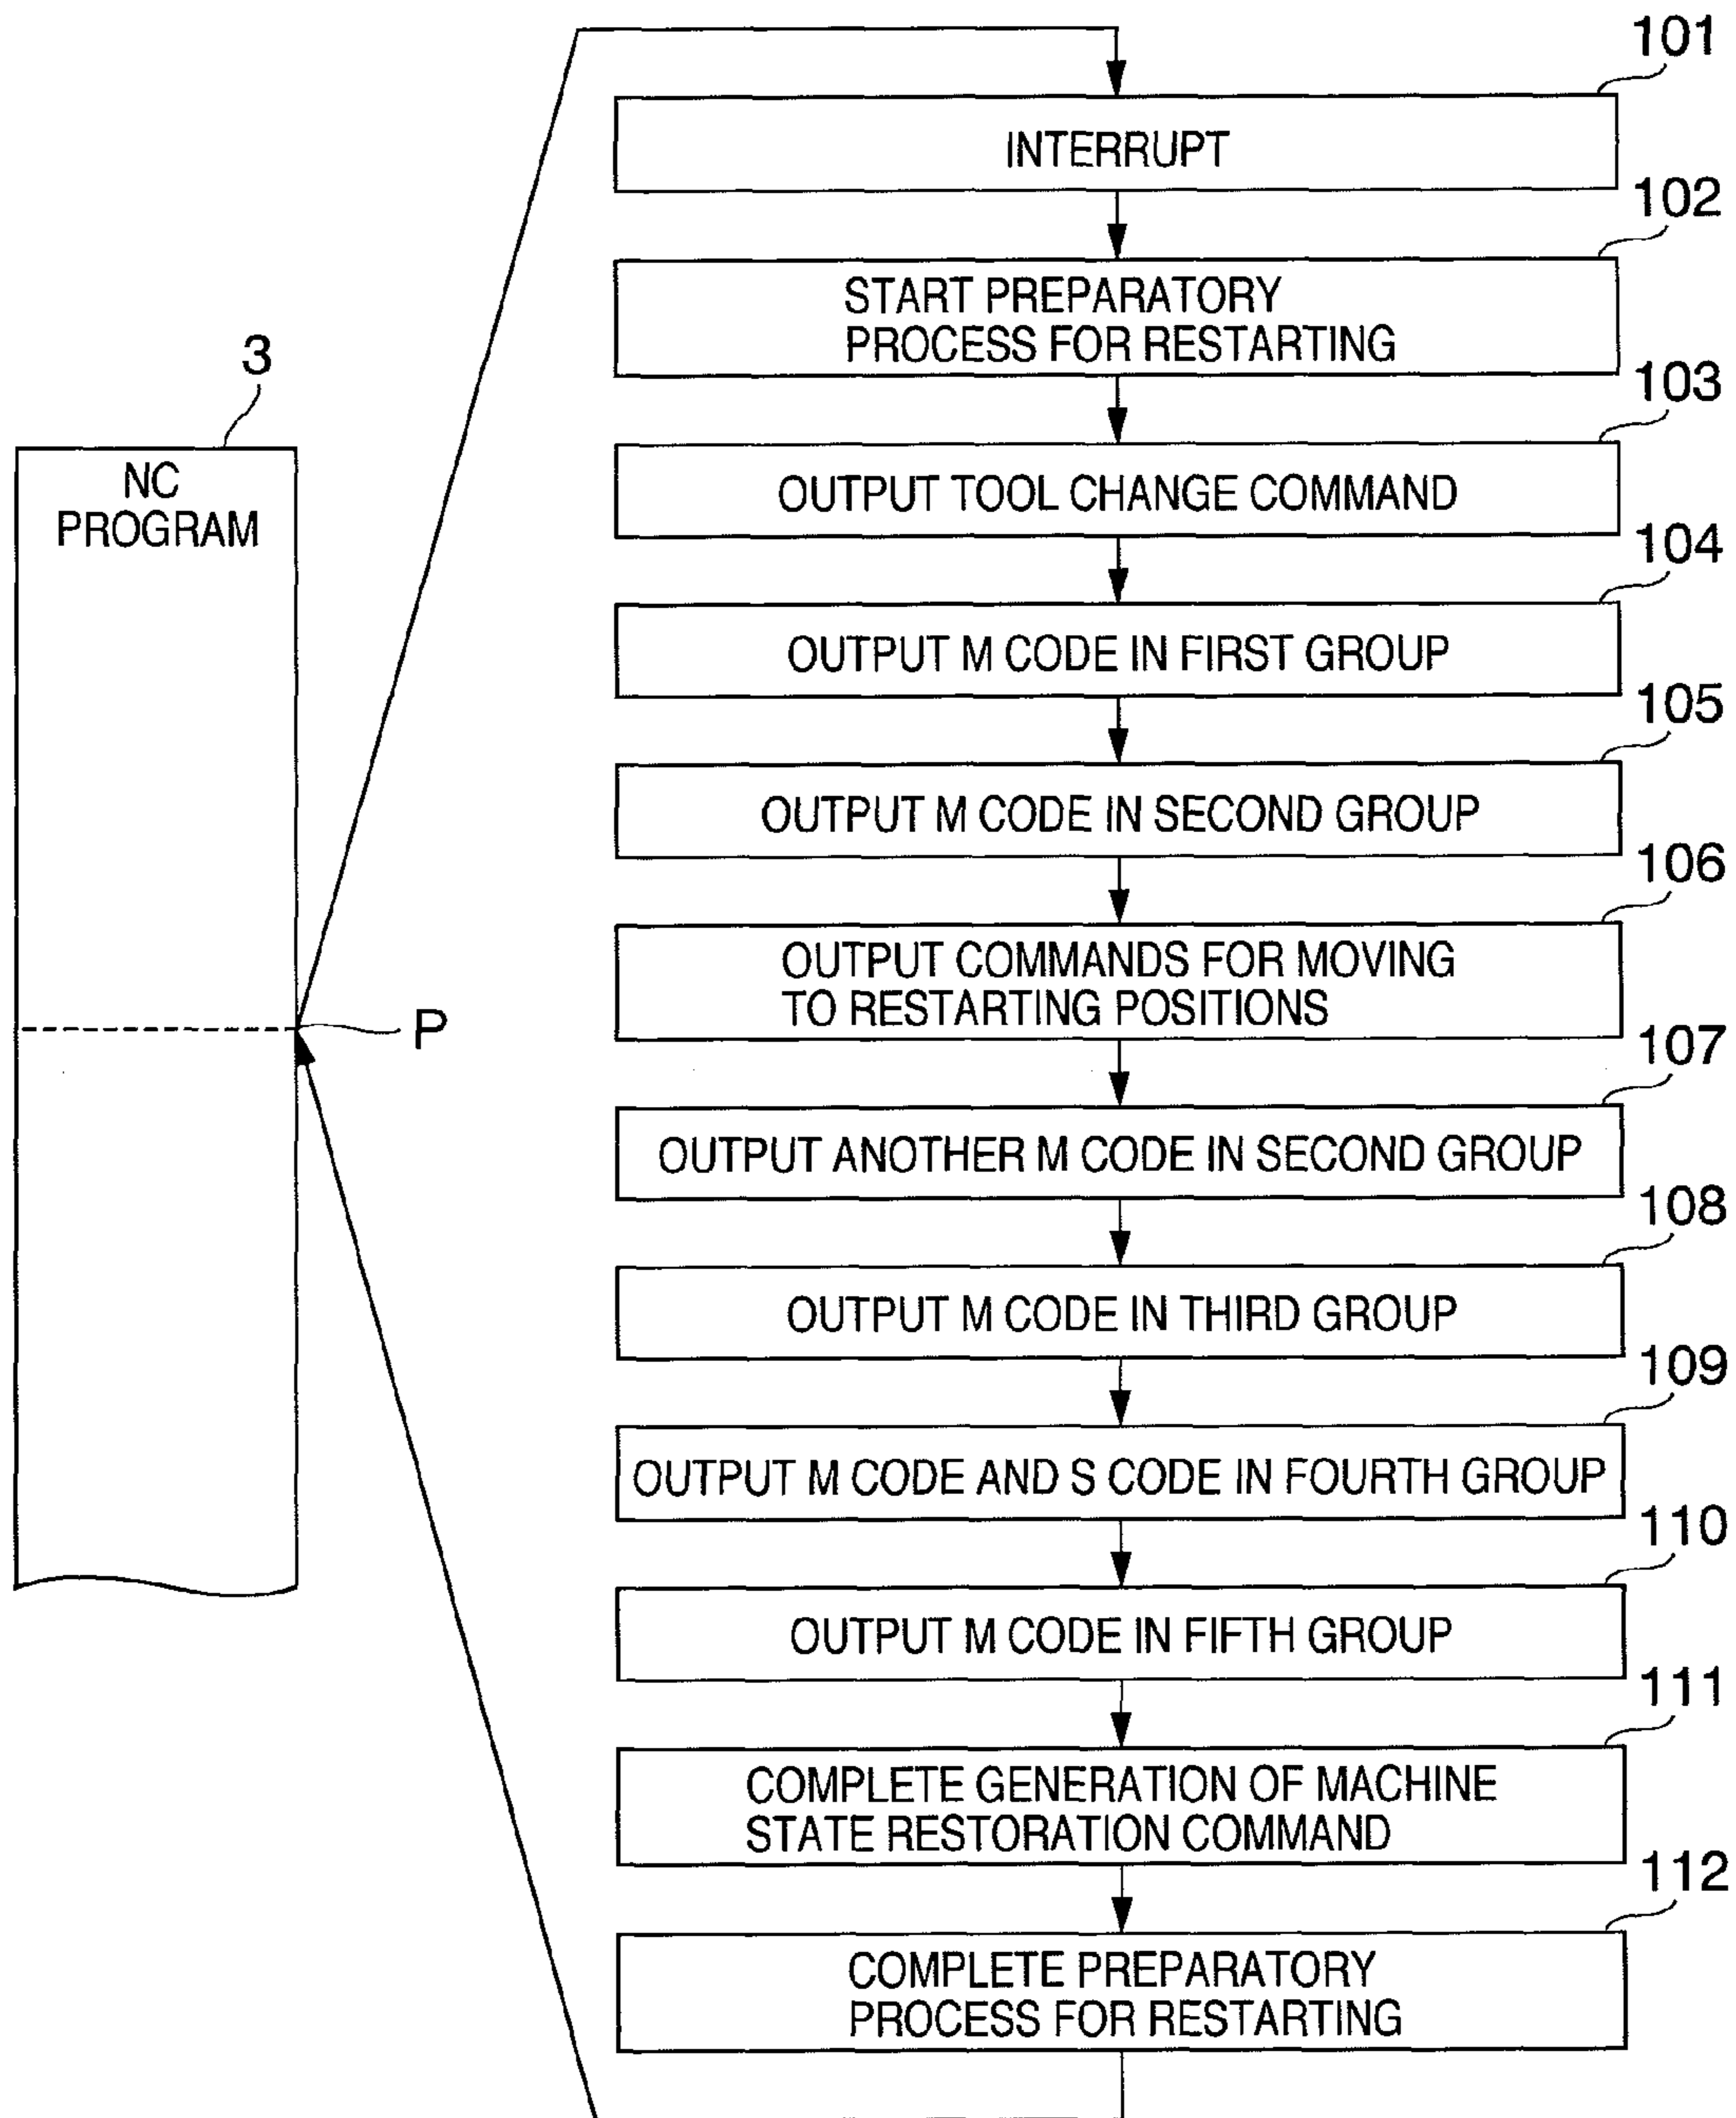 101
INTERRUPT
102
START PREPARATORY
PROCESS FOR RESTARTING
3
NC
PROGRAM
103
OUTPUT TOOL CHANGE COMMAND
104
OUTPUT M CODE IN FIRST GROUP
105
OUTPUT M CODE IN SECOND GROUP
106
OUTPUT COMMANDS FOR MOVING
TO RESTARTING POSITIONS
P
107
OUTPUT ANOTHER M CODE IN SECOND GROUP
108
OUTPUT M CODE IN THIRD GROUP
109
OUTPUT M CODE AND S CODE IN FOURTH GROUP
110
OUTPUT M CODE IN FIFTH GROUP
111
COMPLETE GENERATION OF MACHINE
STATE RESTORATION COMMAND
112
COMPLETE PREPARATORY
PROCESS FOR RESTARTING